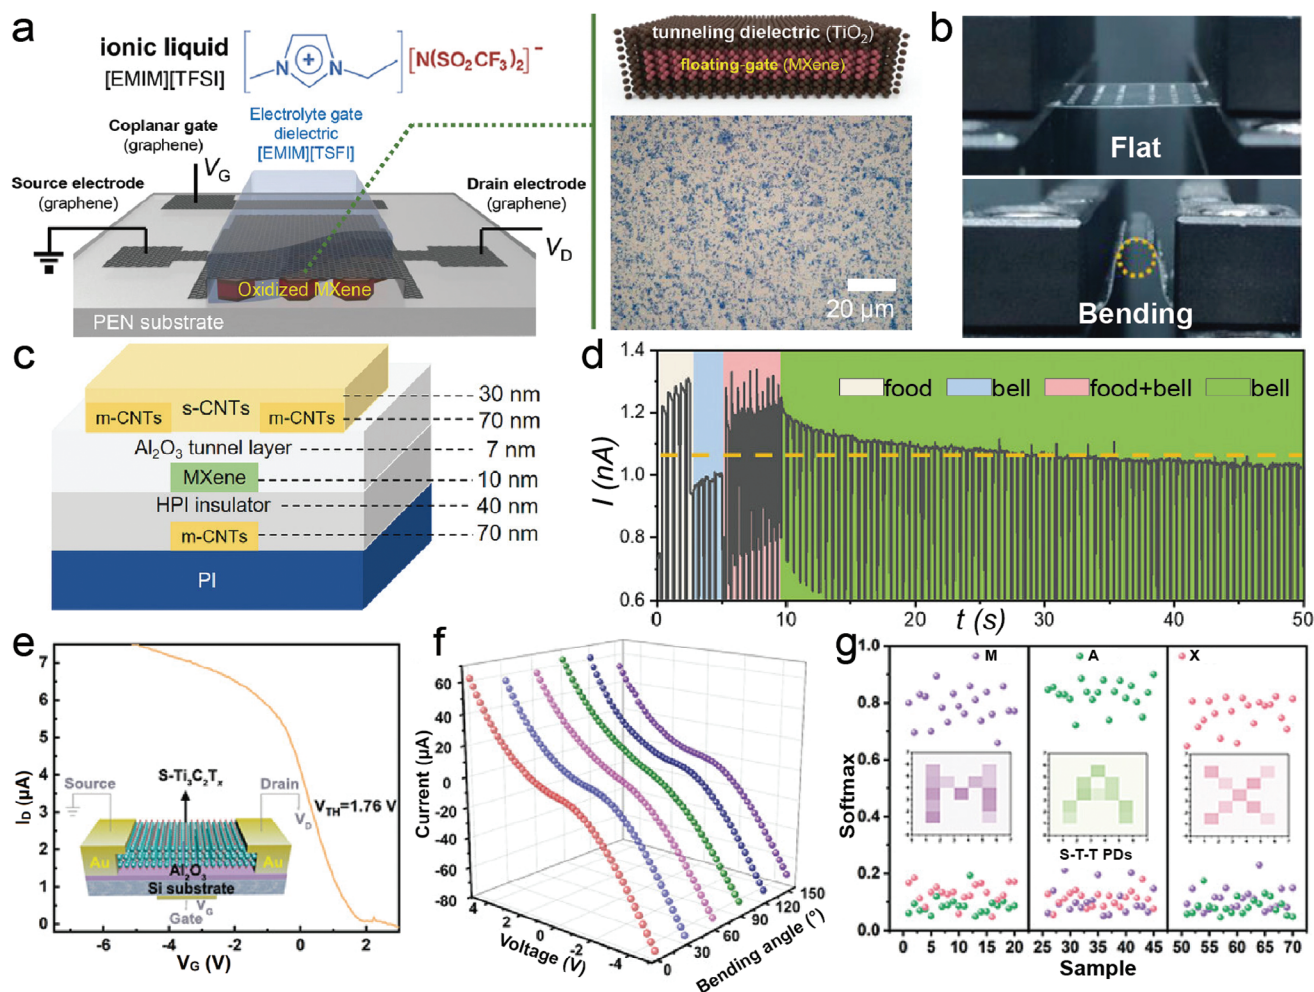 a
ionic liquid
[EMIM][TFSI]
N + N
[N(SO₂CF₃)₂]⁻
Electrolyte gate
dielectric
[EMIM][TSFI]
Coplanar gate
(graphene)
V_G
Source electrode
(graphene)
Drain electrode
(graphene)
V_D
Oxidized MXene
PEN substrate
tunneling dielectric (TiO₂)
floating-gate (MXene)
20 μm
b
Flat
Bending
c
m-CNTs s-CNTs m-CNTs
30 nm
70 nm
Al₂O₃ tunnel layer 7 nm
MXene 10 nm
HPI insulator 40 nm
m-CNTs 70 nm
PI
d
food bell food+bell bell
I (nA)
1.4
1.2
1.0
0.8
0.6
0 10 20 30 40 50
t (s)
e
I_D (μA)
7
6
5
4
3
2
1
0
S-Ti₃C₂Tₓ
Source Drain
V_TH=1.76 V
V_D
Au Au
Al₂O₃
Si substrate
V_G
Gate
-6 -4 -2 0 2
V_G (V)
f
Current (μA)
60
40
20
0
-20
-40
-60
-80
4 2 0 -2 -4
Voltage (V)
0 30 60 90 120 150
Bending angle (°)
g
Softmax
1.0
0.8
0.6
0.4
0.2
0.0
M A X
S-T-T PDs
0 5 10 15 20 25 30 35 40 45 50 55 60 65 70
Sample